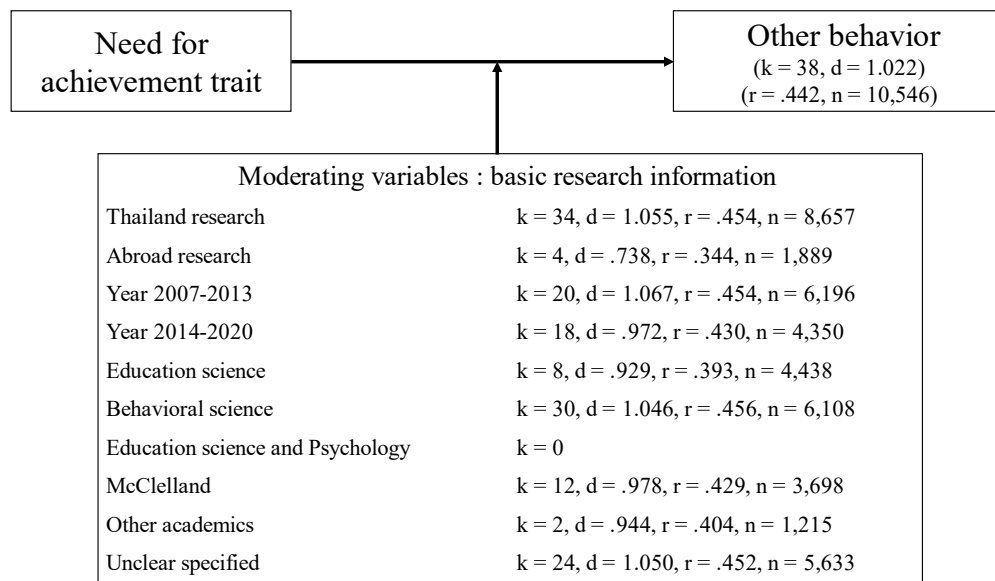 Need for
achievement trait
Other behavior
(k = 38, d = 1.022)
(r = .442, n = 10,546)
Moderating variables : basic research information
Thailand research k = 34, d = 1.055, r = .454, n = 8,657
Abroad research k = 4, d = .738, r = .344, n = 1,889
Year 2007-2013 k = 20, d = 1.067, r = .454, n = 6,196
Year 2014-2020 k = 18, d = .972, r = .430, n = 4,350
Education science k = 8, d = .929, r = .393, n = 4,438
Behavioral science k = 30, d = 1.046, r = .456, n = 6,108
Education science and Psychology k = 0
McClelland k = 12, d = .978, r = .429, n = 3,698
Other academics k = 2, d = .944, r = .404, n = 1,215
Unclear specified k = 24, d = 1.050, r = .452, n = 5,633